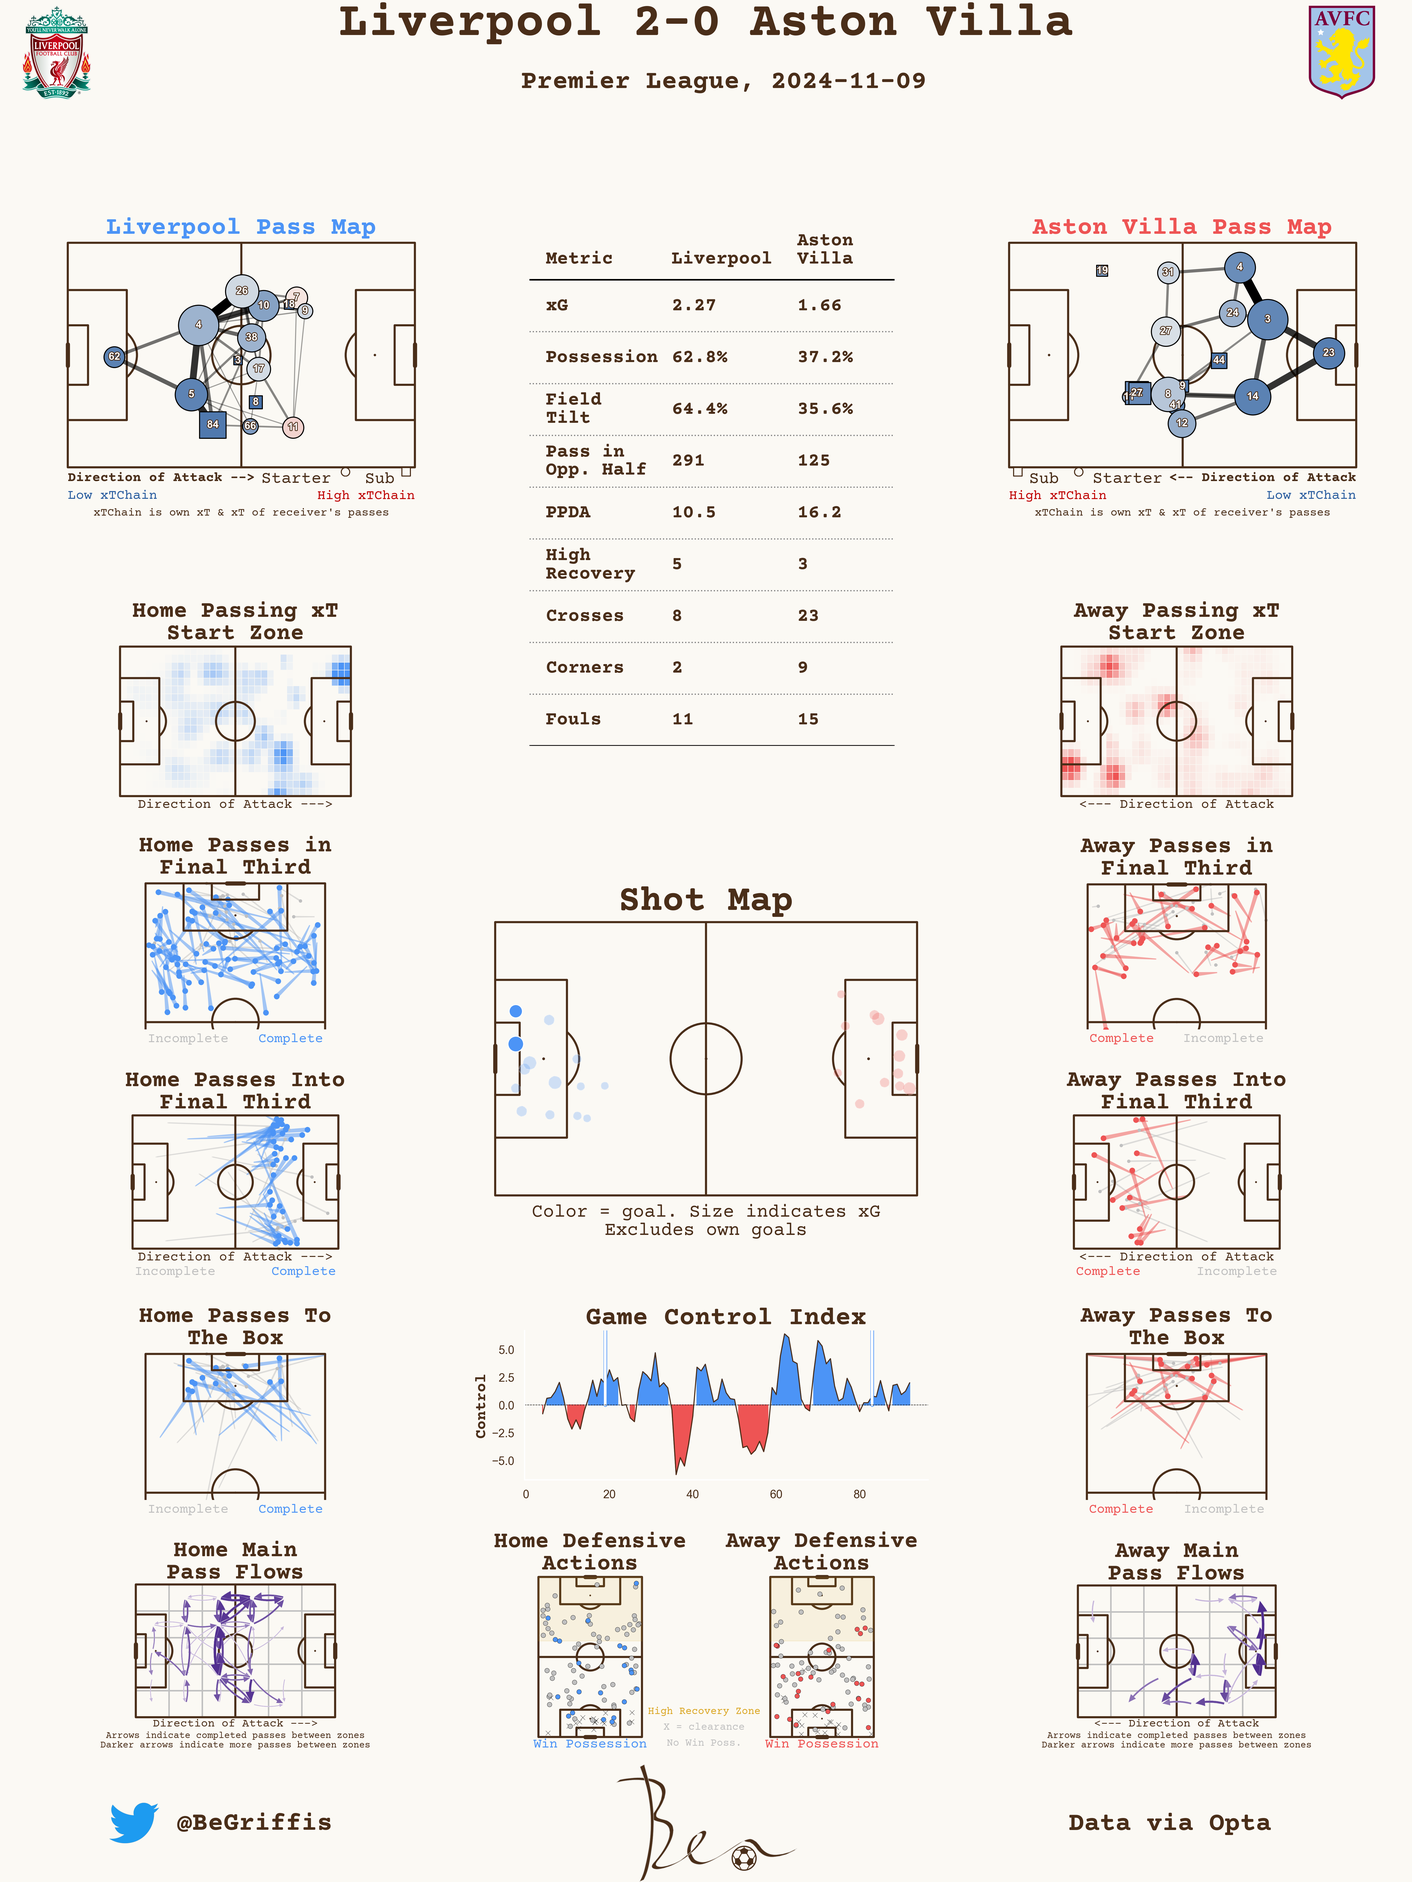 Liverpool 2-0 Aston Villa
Premier League, 2024-11-09
YOU'LL NEVER WALK ALONE
LIVERPOOL
FOOTBALL CLUB
EST·1892
AVFC
Liverpool Pass Map
26
7
10
18
9
4
38
3
62
17
5
8
84
66
11
Direction of Attack --> Starter Sub
Low xTChain High xTChain
xTChain is own xT & xT of receiver's passes
Metric Liverpool Aston Villa
xG 2.27 1.66
Possession 62.8% 37.2%
Field Tilt 64.4% 35.6%
Pass in Opp. Half 291 125
PPDA 10.5 16.2
High Recovery 5 3
Crosses 8 23
Corners 2 9
Fouls 11 15
Aston Villa Pass Map
19
31
4
24
3
27
44
23
9
27
8
14
41
12
Sub Starter <-- Direction of Attack
High xTChain Low xTChain
xTChain is own xT & xT of receiver's passes
Home Passing xT
Start Zone
Direction of Attack --->
Away Passing xT
Start Zone
<--- Direction of Attack
Home Passes in
Final Third
Incomplete Complete
Away Passes in
Final Third
Complete Incomplete
Shot Map
Color = goal. Size indicates xG
Excludes own goals
Home Passes Into
Final Third
Direction of Attack --->
Incomplete Complete
Away Passes Into
Final Third
<--- Direction of Attack
Complete Incomplete
Home Passes To
The Box
Incomplete Complete
Game Control Index
Control
5.0
2.5
0.0
−2.5
−5.0
0 20 40 60 80
Away Passes To
The Box
Complete Incomplete
Home Main
Pass Flows
Direction of Attack --->
Arrows indicate completed passes between zones
Darker arrows indicate more passes between zones
Home Defensive
Actions
Win Possession
High Recovery Zone
X = clearance
No Win Poss.
Away Defensive
Actions
Win Possession
Away Main
Pass Flows
<--- Direction of Attack
Arrows indicate completed passes between zones
Darker arrows indicate more passes between zones
@BeGriffis
Ben
Data via Opta